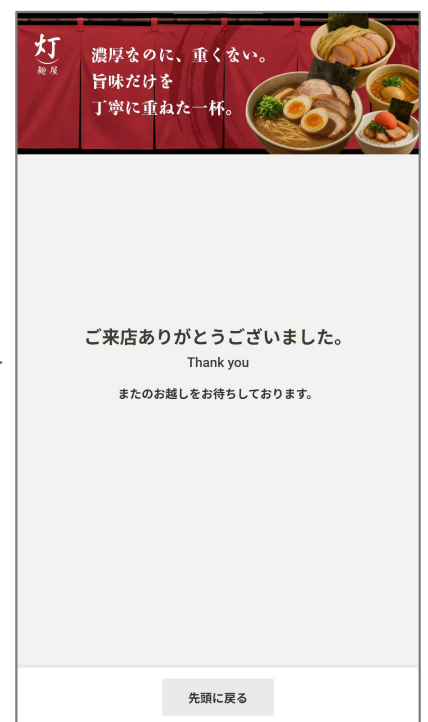 灯
麺屋
濃厚なのに、重くない。
旨味だけを
丁寧に重ねた一杯。
ご来店ありがとうございました。
Thank you
またのお越しをお待ちしております。
先頭に戻る